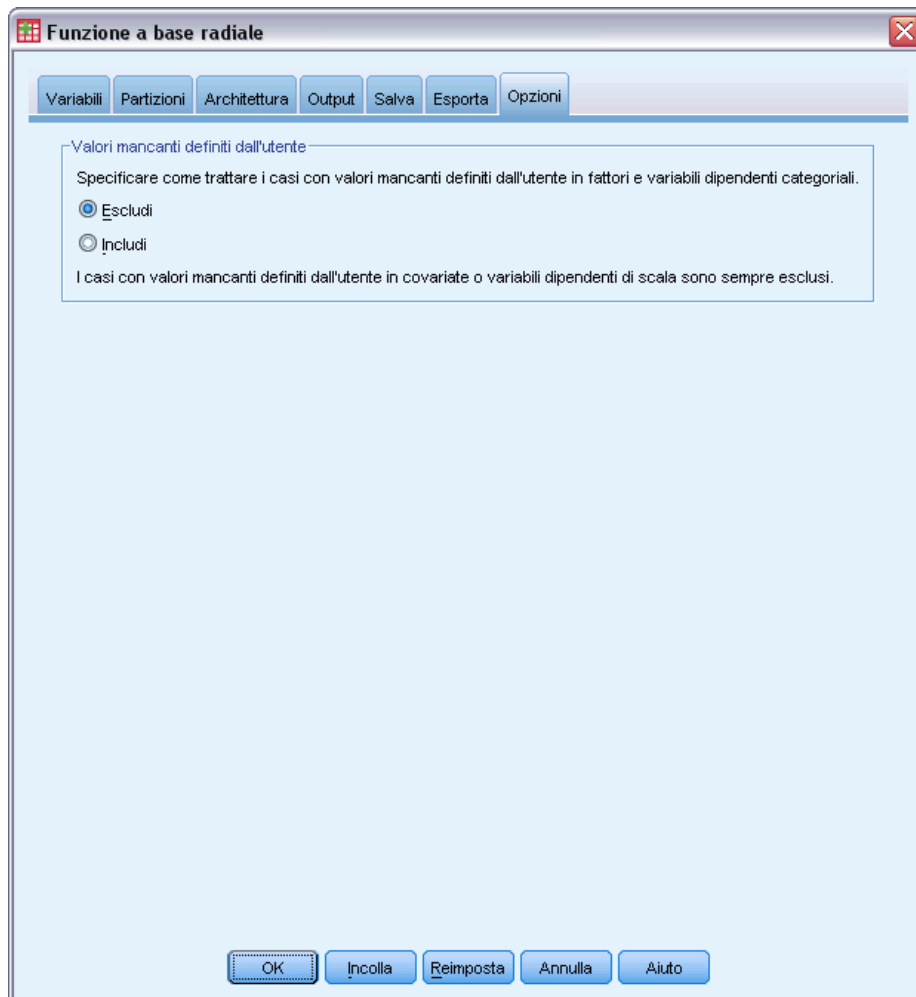 Funzione a base radiale
Variabili Partizioni Architettura Output Salva Esporta Opzioni
Valori mancanti definiti dall'utente
Specificare come trattare i casi con valori mancanti definiti dall'utente in fattori e variabili dipendenti categoriali.
Escludi
Includi
I casi con valori mancanti definiti dall'utente in covariate o variabili dipendenti di scala sono sempre esclusi.
OK Incolla Reimposta Annulla Aiuto